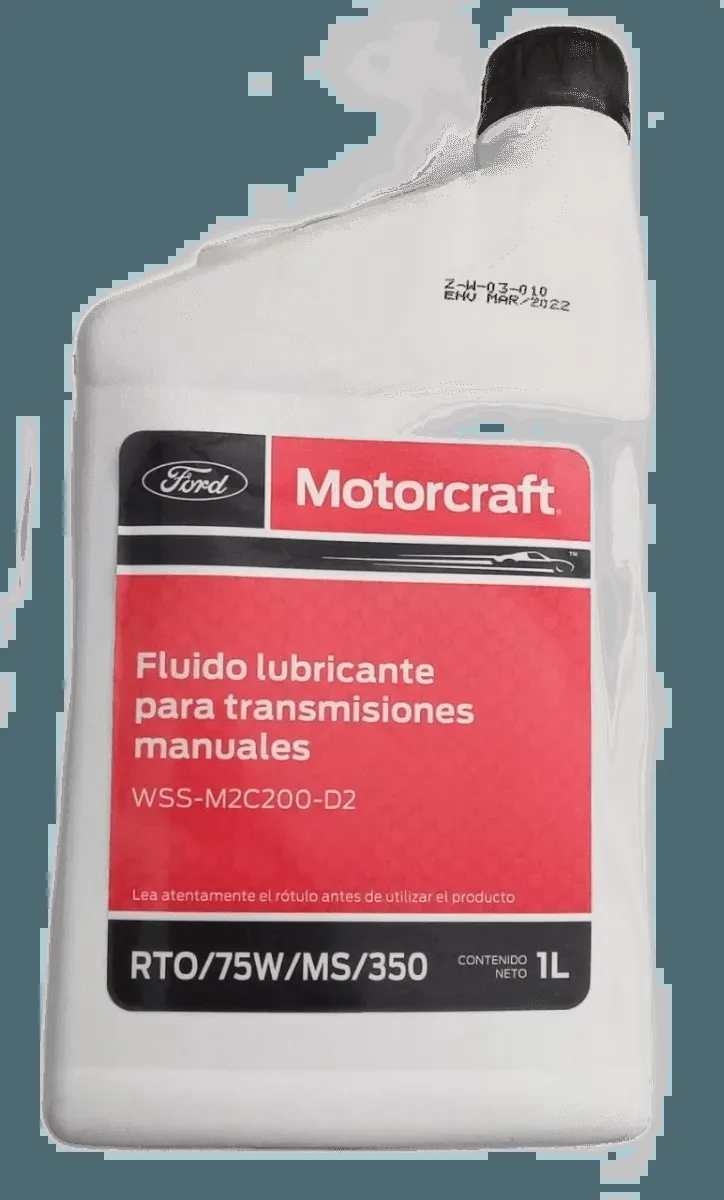 Z-W-03-010
ENV MAR/2022
Ford
Motorcraft
Fluido lubricante
para transmisiones
manuales
WSS-M2C200-D2
Lea atentamente el rótulo antes de utilizar el producto
RTO/75W/MS/350
CONTENIDO
NETO
1L